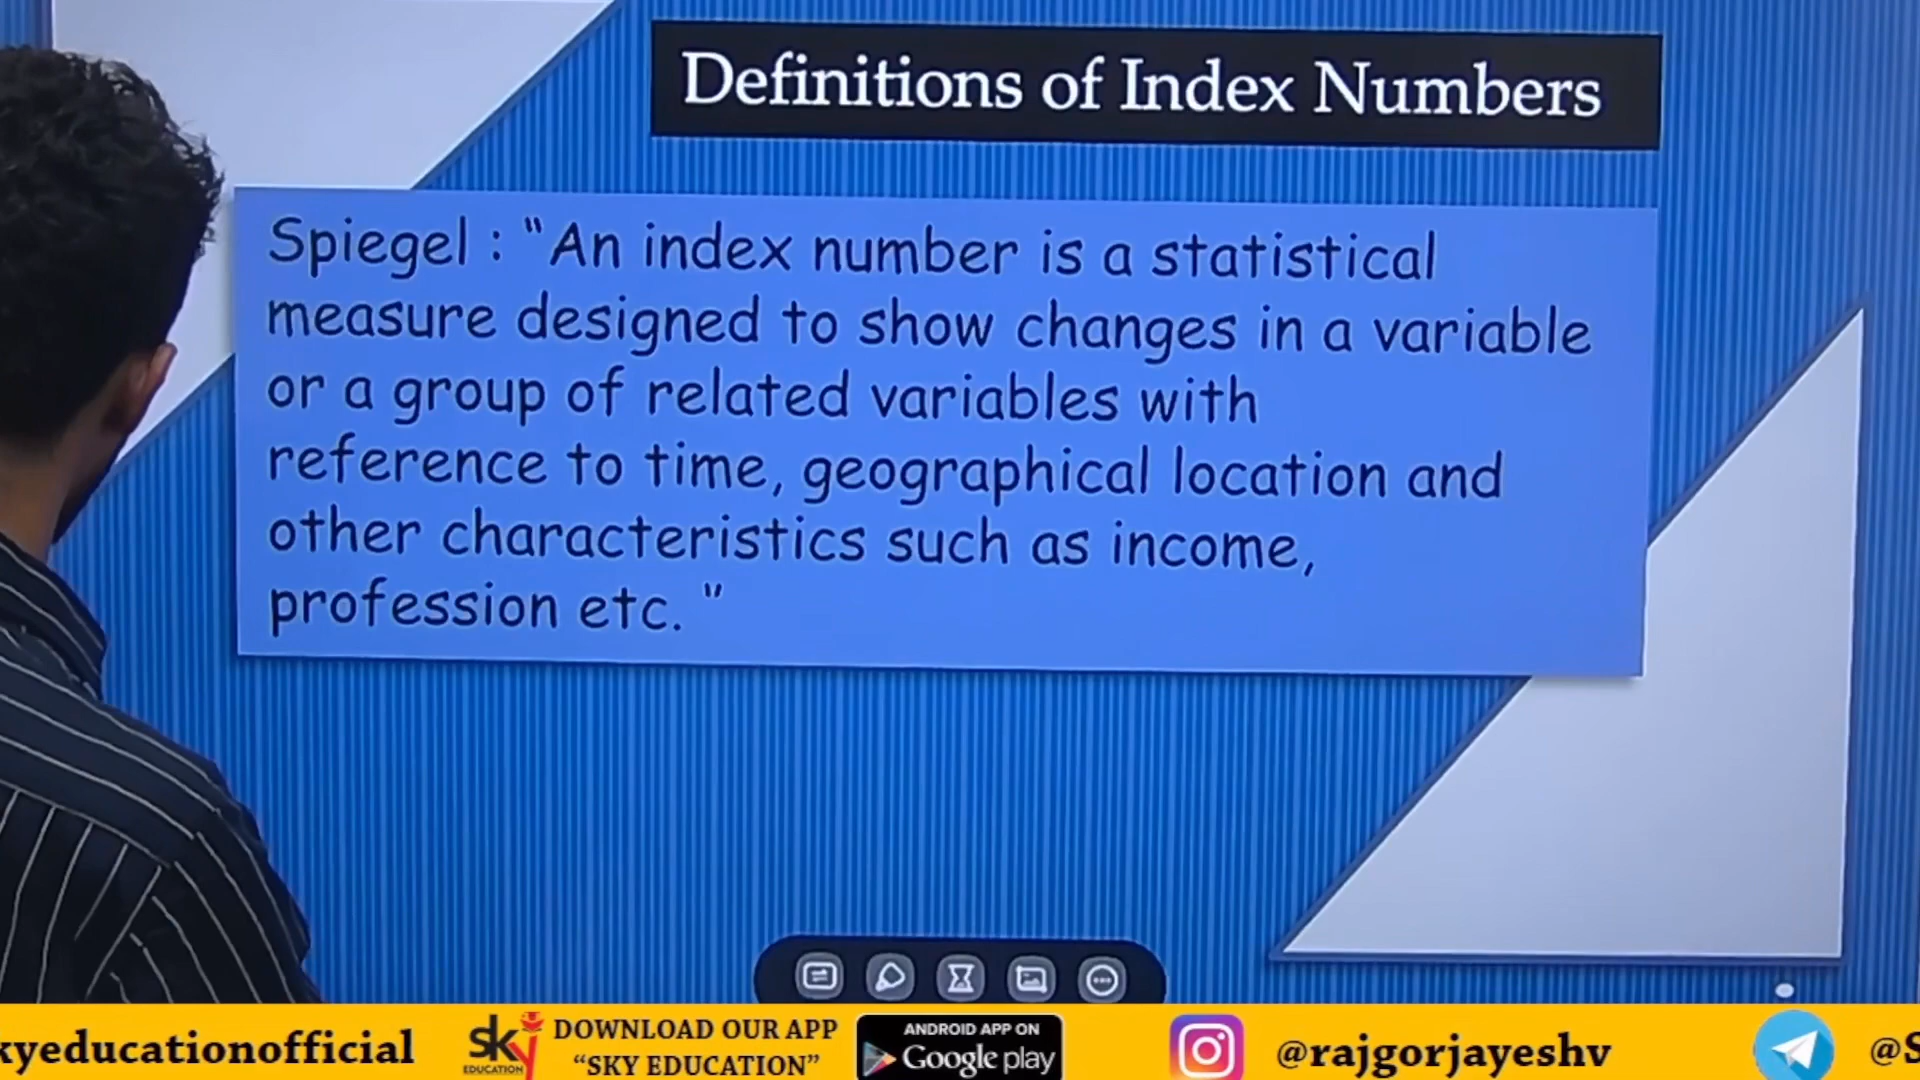 Definitions of Index Numbers
Spiegel : "An index number is a statistical
measure designed to show changes in a variable
or a group of related variables with
reference to time, geographical location and
other characteristics such as income,
profession etc. "
kyeducationofficial
sky
EDUCATION
DOWNLOAD OUR APP
"SKY EDUCATION"
ANDROID APP ON
Google play
@rajgorjayeshv
@S